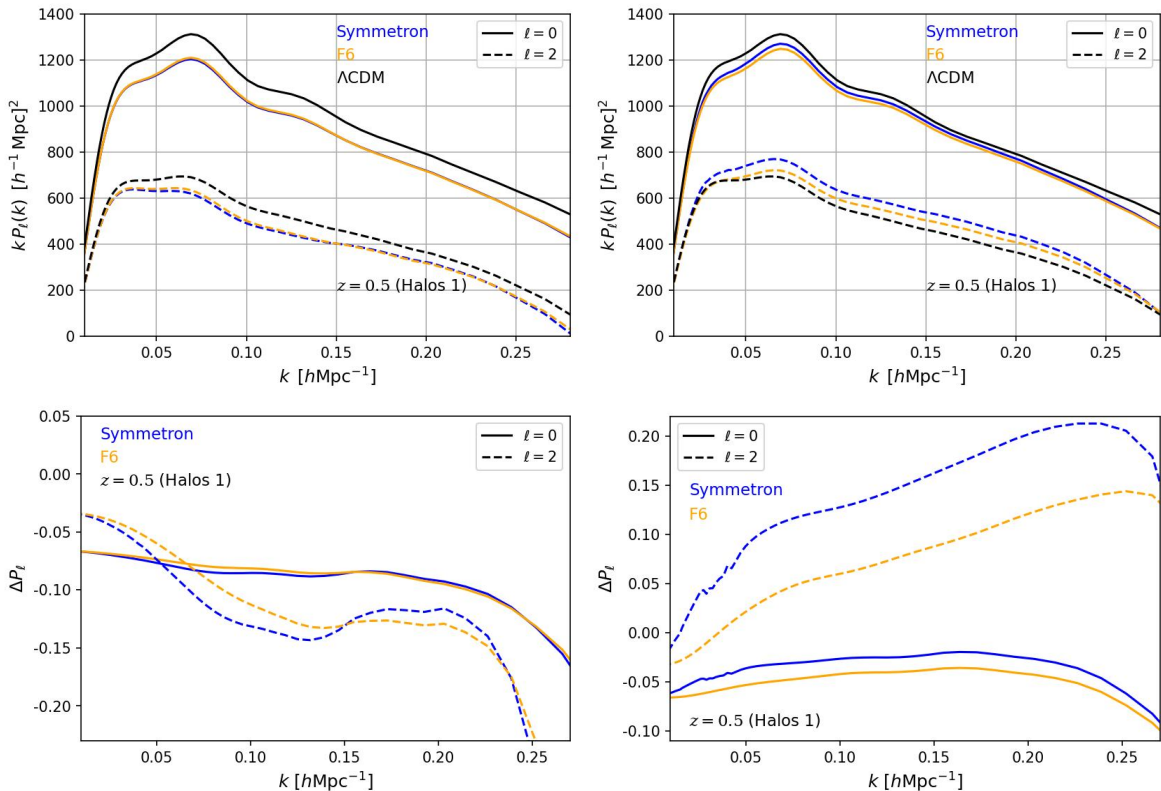 1400
1200
1000
800
600
400
200
0
k P_ℓ(k) [h⁻¹ Mpc]²
Symmetron
F6
ΛCDM
ℓ = 0
ℓ = 2
z = 0.5 (Halos 1)
0.05 0.10 0.15 0.20 0.25
k [hMpc⁻¹]
1400
1200
1000
800
600
400
200
0
k P_ℓ(k) [h⁻¹ Mpc]²
Symmetron
F6
ΛCDM
ℓ = 0
ℓ = 2
z = 0.5 (Halos 1)
0.05 0.10 0.15 0.20 0.25
k [hMpc⁻¹]
0.05
0.00
-0.05
-0.10
-0.15
-0.20
ΔP_ℓ
Symmetron
F6
z = 0.5 (Halos 1)
ℓ = 0
ℓ = 2
0.05 0.10 0.15 0.20 0.25
k [hMpc⁻¹]
0.20
0.15
0.10
0.05
0.00
-0.05
-0.10
ΔP_ℓ
ℓ = 0
ℓ = 2
Symmetron
F6
z = 0.5 (Halos 1)
0.05 0.10 0.15 0.20 0.25
k [hMpc⁻¹]